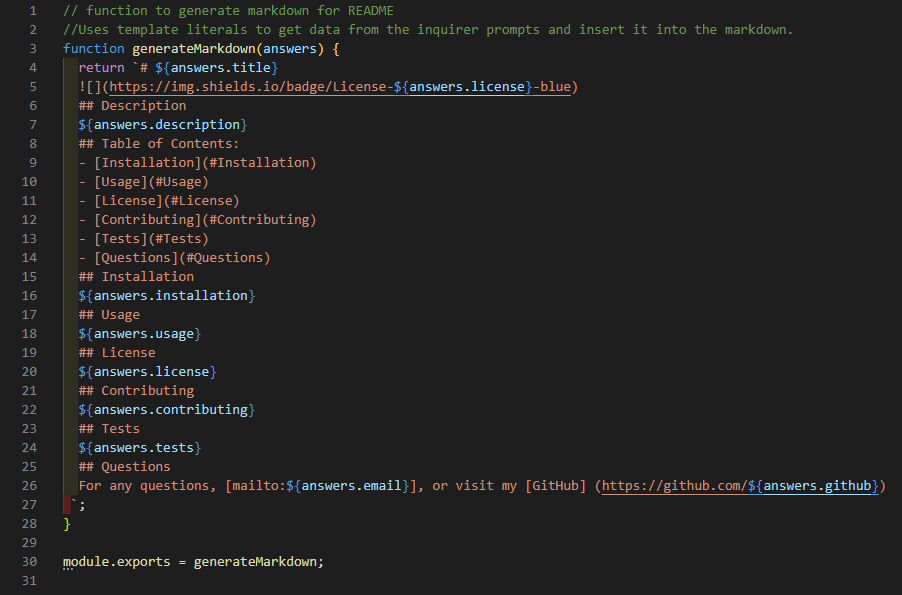 1 // function to generate markdown for README
2 //Uses template literals to get data from the inquirer prompts and insert it into the markdown.
3 function generateMarkdown(answers) {
4   return `# ${answers.title}
5   ![](https://img.shields.io/badge/License-${answers.license}-blue)
6   ## Description
7   ${answers.description}
8   ## Table of Contents:
9   - [Installation](#Installation)
10   - [Usage](#Usage)
11   - [License](#License)
12   - [Contributing](#Contributing)
13   - [Tests](#Tests)
14   - [Questions](#Questions)
15   ## Installation
16   ${answers.installation}
17   ## Usage
18   ${answers.usage}
19   ## License
20   ${answers.license}
21   ## Contributing
22   ${answers.contributing}
23   ## Tests
24   ${answers.tests}
25   ## Questions
26   For any questions, [mailto:${answers.email}], or visit my [GitHub] (https://github.com/${answers.github})
27  `;
28 }
29
30 module.exports = generateMarkdown;
31